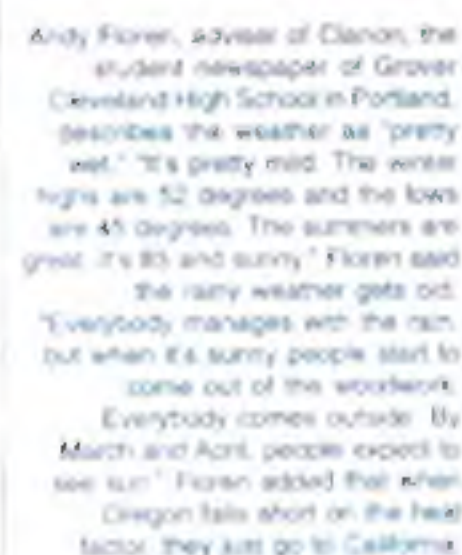 Andy Floren, adviser of Clarion, the
student newspaper of Grover
Cleveland High School in Portland,
describes the weather as "pretty
wet." "It's pretty mild. The winter
highs are 52 degrees and the lows
are 45 degrees. The summers are
great. It's 85 and sunny." Floren said
the rainy weather gets old.
"Everybody manages with the rain,
but when it's sunny people start to
come out of the woodwork.
Everybody comes outside. By
March and April, people expect to
see sun." Floren added that when
Oregon falls short on the heat
factor, they just go to California.